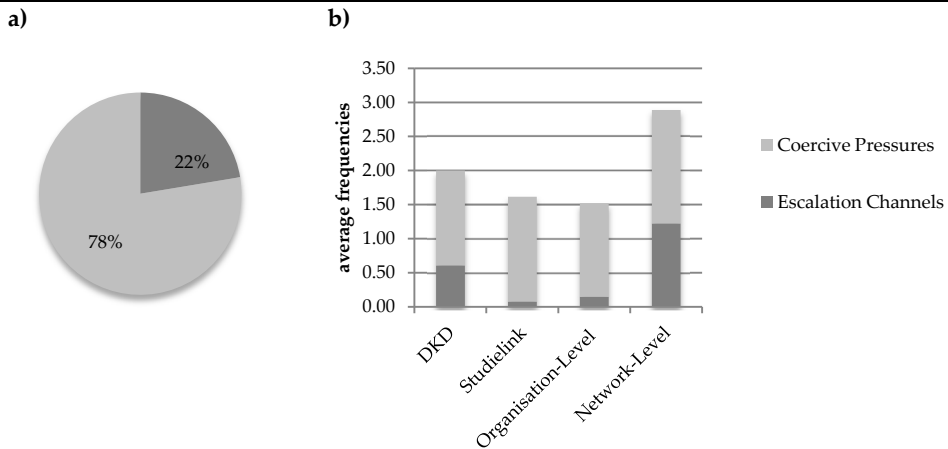 a)
22%
78%
b)
average frequencies
3.50
3.00
2.50
2.00
1.50
1.00
0.50
0.00
DKD
Studielink
Organisation-Level
Network-Level
Coercive Pressures
Escalation Channels